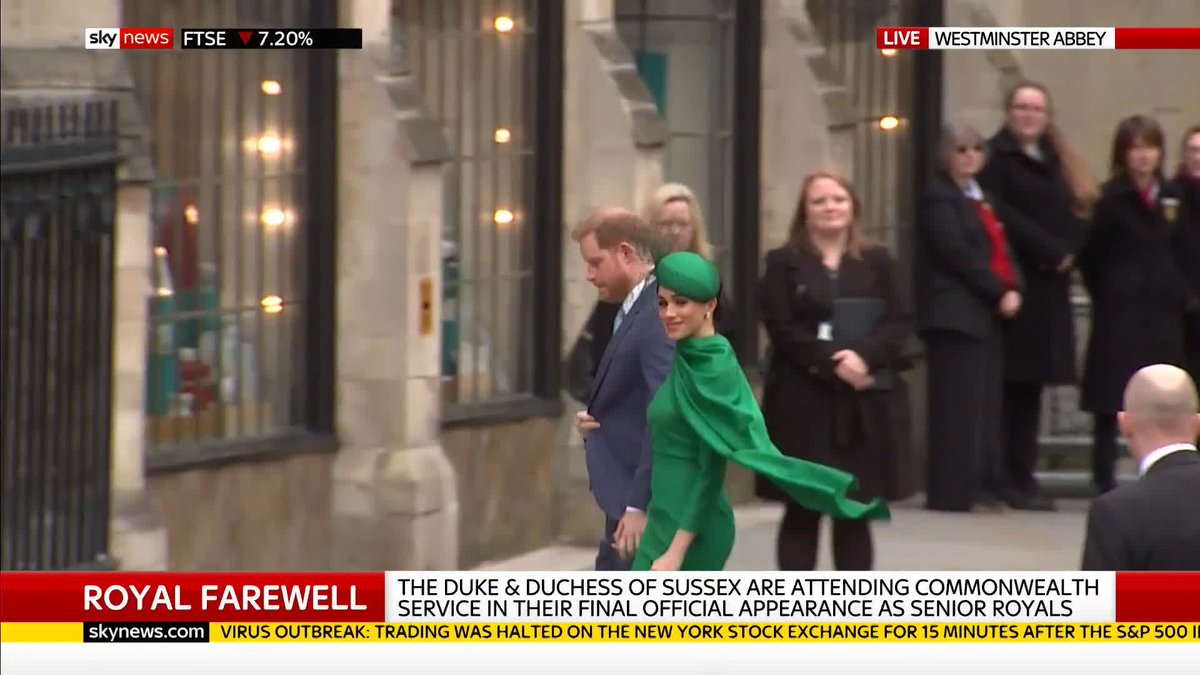 sky news FTSE ▼ 7.20%
LIVE WESTMINSTER ABBEY
ROYAL FAREWELL
THE DUKE & DUCHESS OF SUSSEX ARE ATTENDING COMMONWEALTH
SERVICE IN THEIR FINAL OFFICIAL APPEARANCE AS SENIOR ROYALS
skynews.com VIRUS OUTBREAK: TRADING WAS HALTED ON THE NEW YORK STOCK EXCHANGE FOR 15 MINUTES AFTER THE S&P 500 I